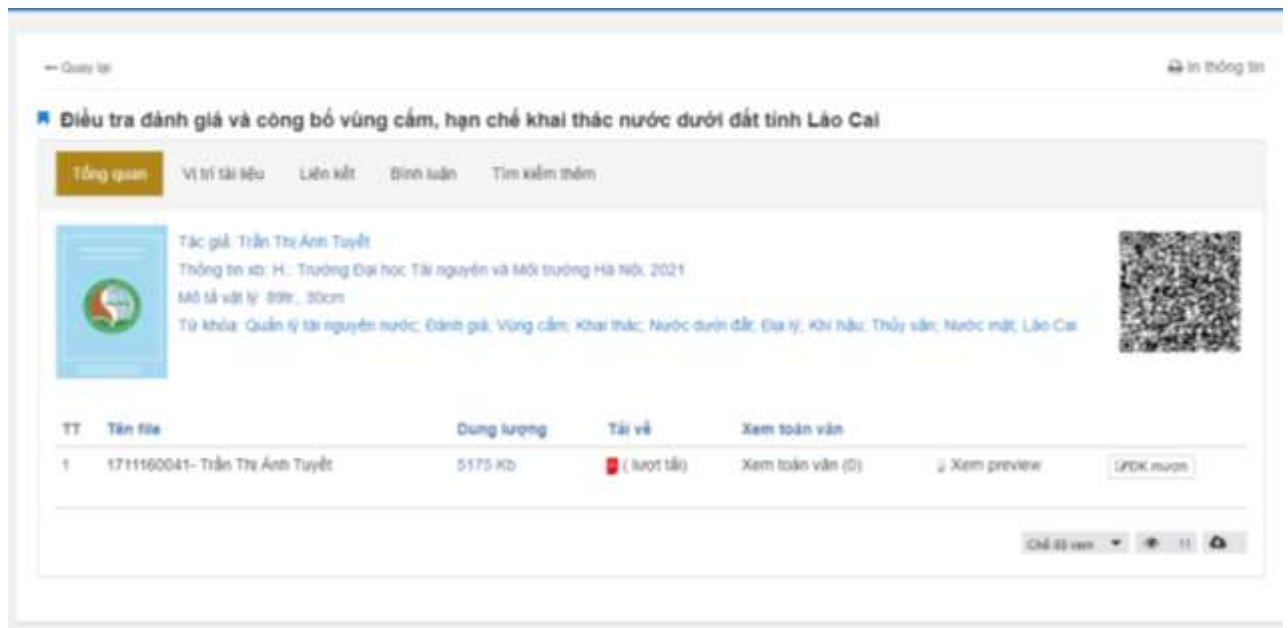 Quay lại
In thông tin
Điều tra đánh giá và công bố vùng cấm, hạn chế khai thác nước dưới đất tỉnh Lào Cai
Tổng quan Vị trí tài liệu Liên kết Bình luận Tìm kiếm thêm
Tác giả: Trần Thị Ánh Tuyết
Thông tin xb: H.: Trường Đại học Tài nguyên và Môi trường Hà Nội, 2021
Mô tả vật lý: 89tr., 30cm
Từ khóa: Quản lý tài nguyên nước; Đánh giá; Vùng cấm; Khai thác; Nước dưới đất; Địa lý; Khí hậu; Thủy văn; Nước mặt; Lào Cai
TT Tên file Dung lượng Tải về Xem toàn văn
1 1711160041- Trần Thị Ánh Tuyết 5175 Kb ( lượt tải) Xem toàn văn (0) Xem preview ĐK mượn
Chế độ xem 11